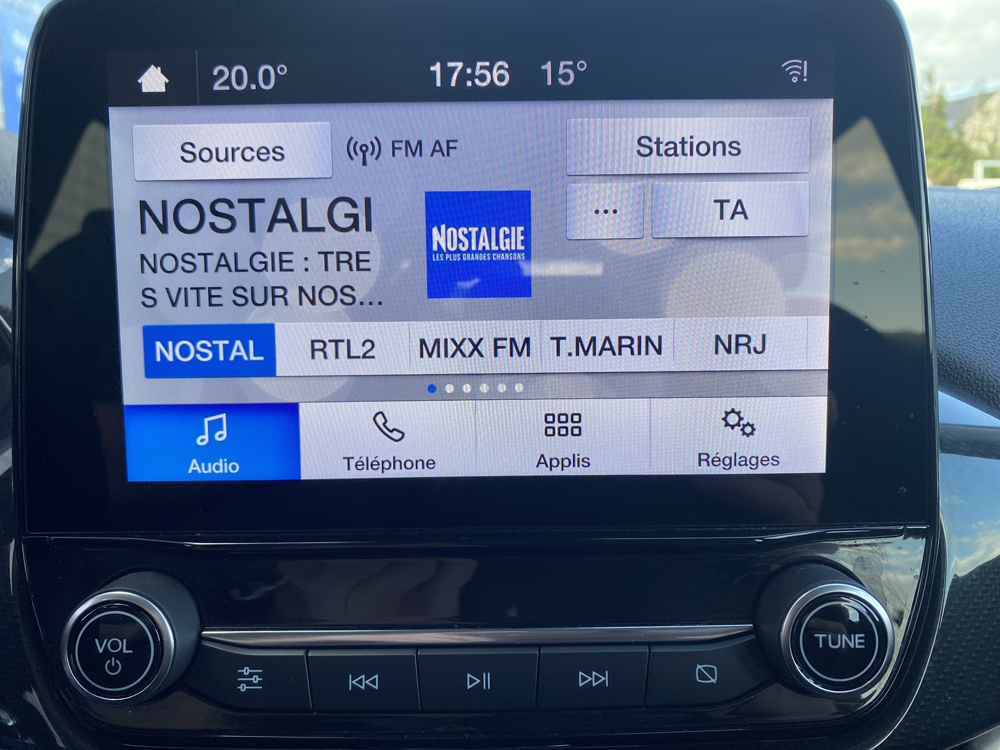 20.0° 17:56 15°
Sources FM AF Stations
NOSTALGI
... TA
NOSTALGIE
LES PLUS GRANDES CHANSONS
NOSTALGIE : TRE
S VITE SUR NOS...
NOSTAL RTL2 MIXX FM T.MARIN NRJ
Audio Téléphone Applis Réglages
VOL TUNE